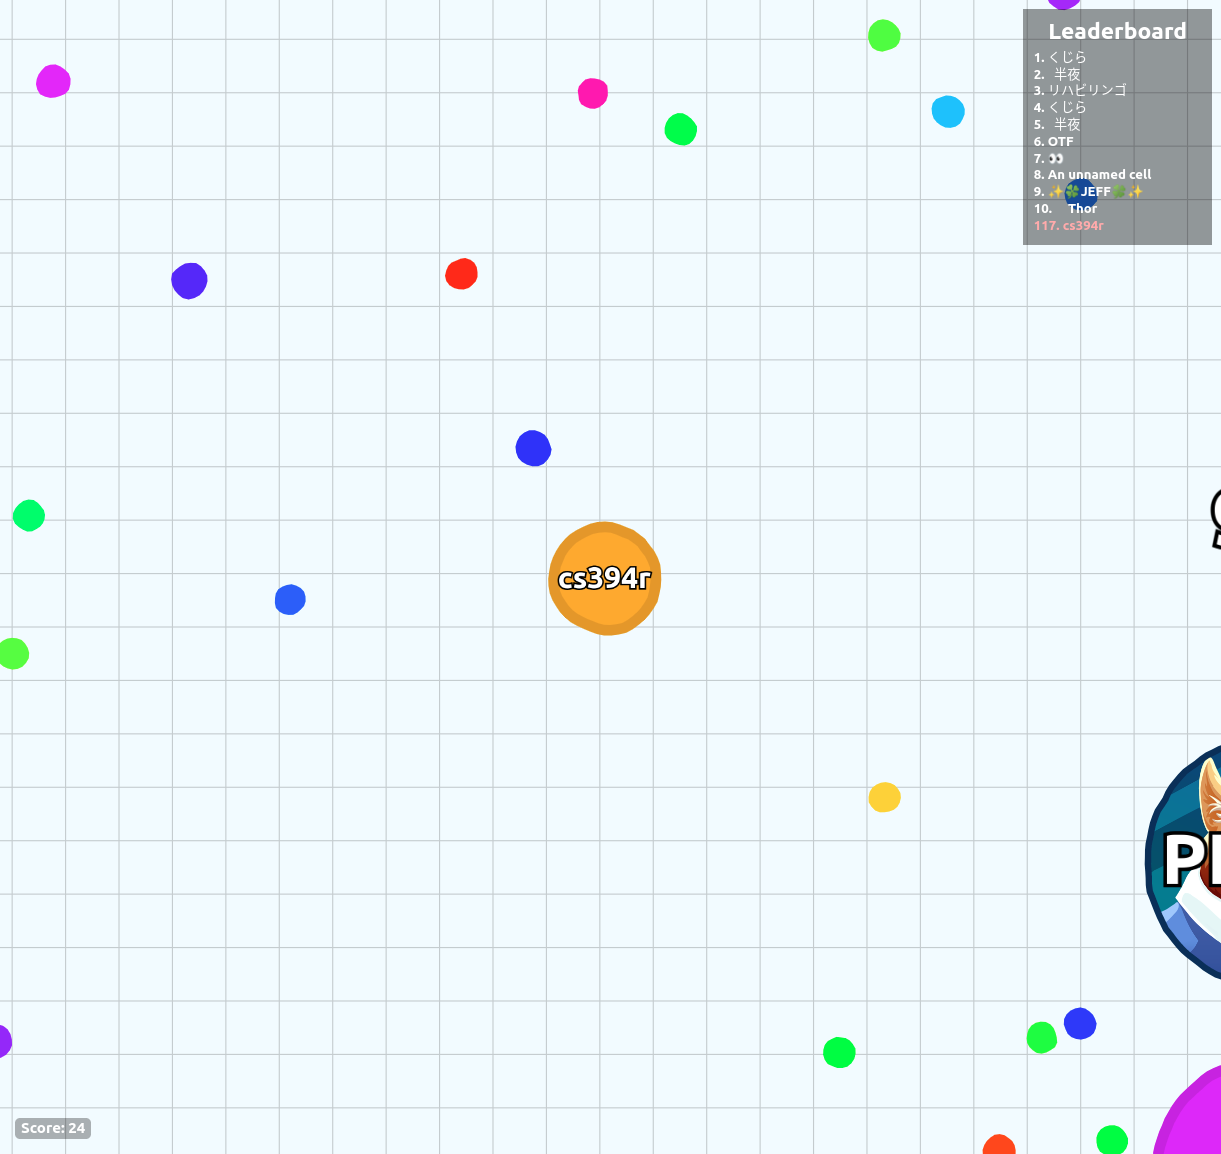 Leaderboard
1. くじら
2. 半夜
3. リハビリンゴ
4. くじら
5. 半夜
6. OTF
7. 👀
8. An unnamed cell
9. ✨🍀JEFF🍀✨
10. Thor
117. cs394r
cs394r
Score: 24